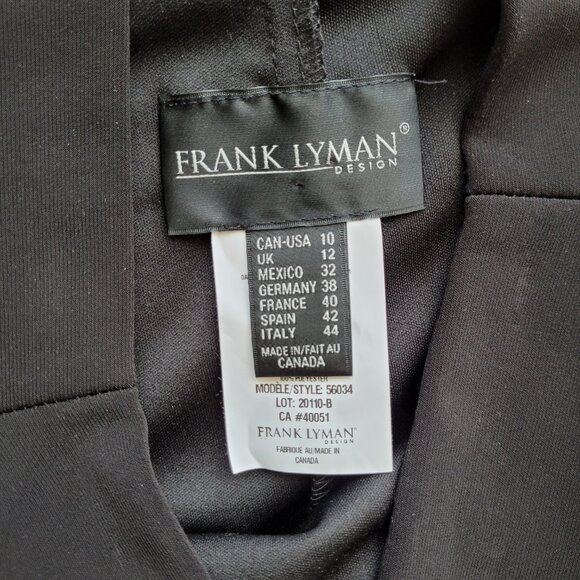 FRANK LYMAN®
DESIGN
CAN-USA 10
UK 12
MEXICO 32
GERMANY 38
FRANCE 40
SPAIN 42
ITALY 44
MADE IN/FAIT AU
CANADA
100% POLYESTER
MODÈLE/STYLE: 56034
LOT: 20110-B
CA #40051
FRANK LYMAN
DESIGN
FABRIQUÉ AU/MADE IN
CANADA